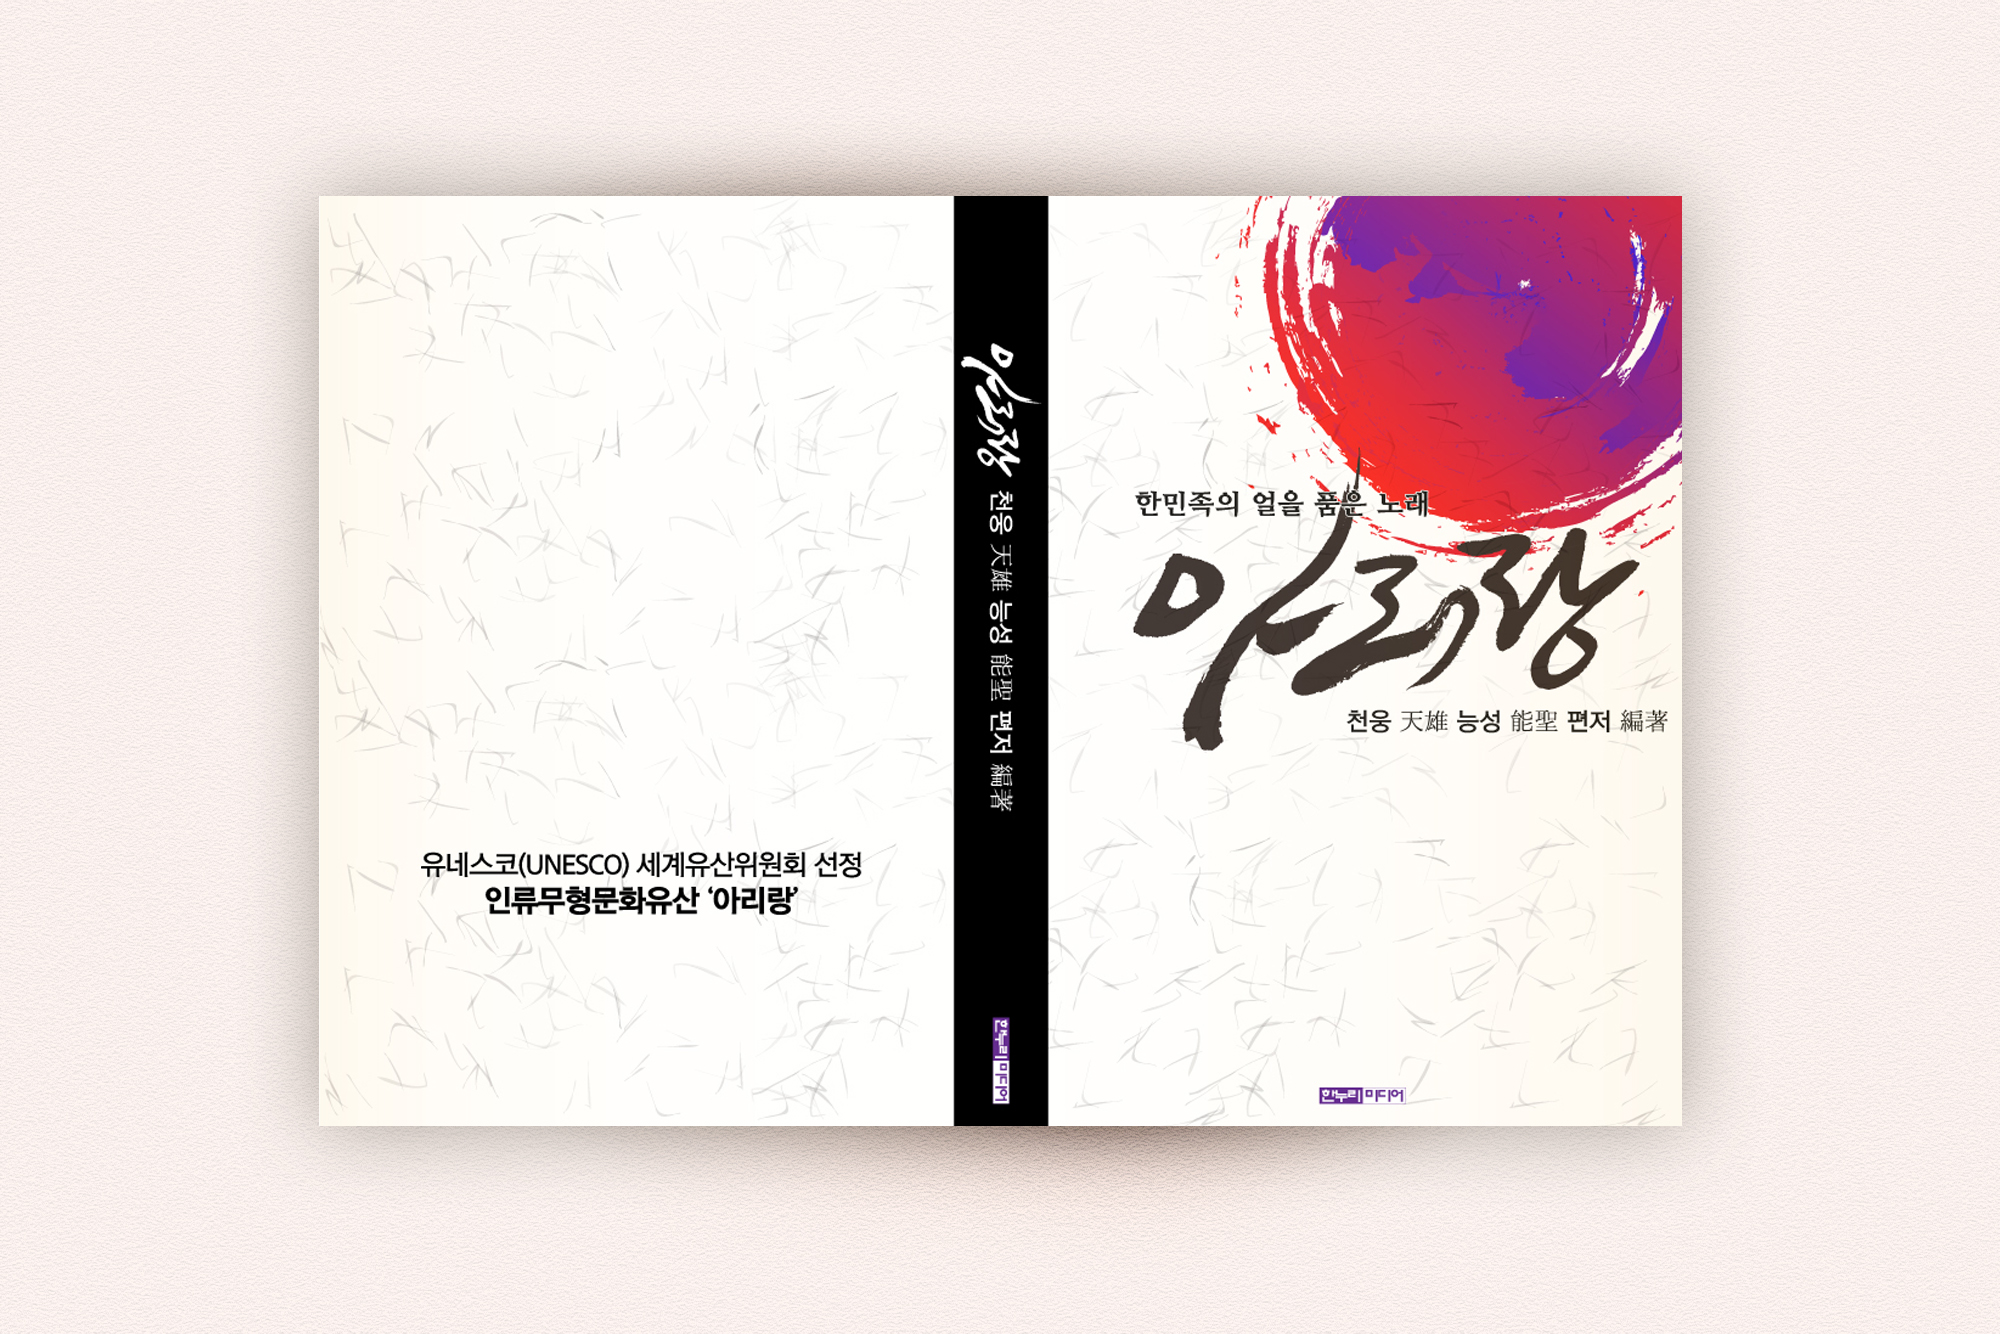 유네스코(UNESCO) 세계유산위원회 선정
인류무형문화유산 ‘아리랑’
아리랑 천웅 天雄 능성 能聖 편저 編著
한누리미디어
한민족의 얼을 품은 노래
아리랑
천웅 天雄 능성 能聖 편저 編著
한누리미디어